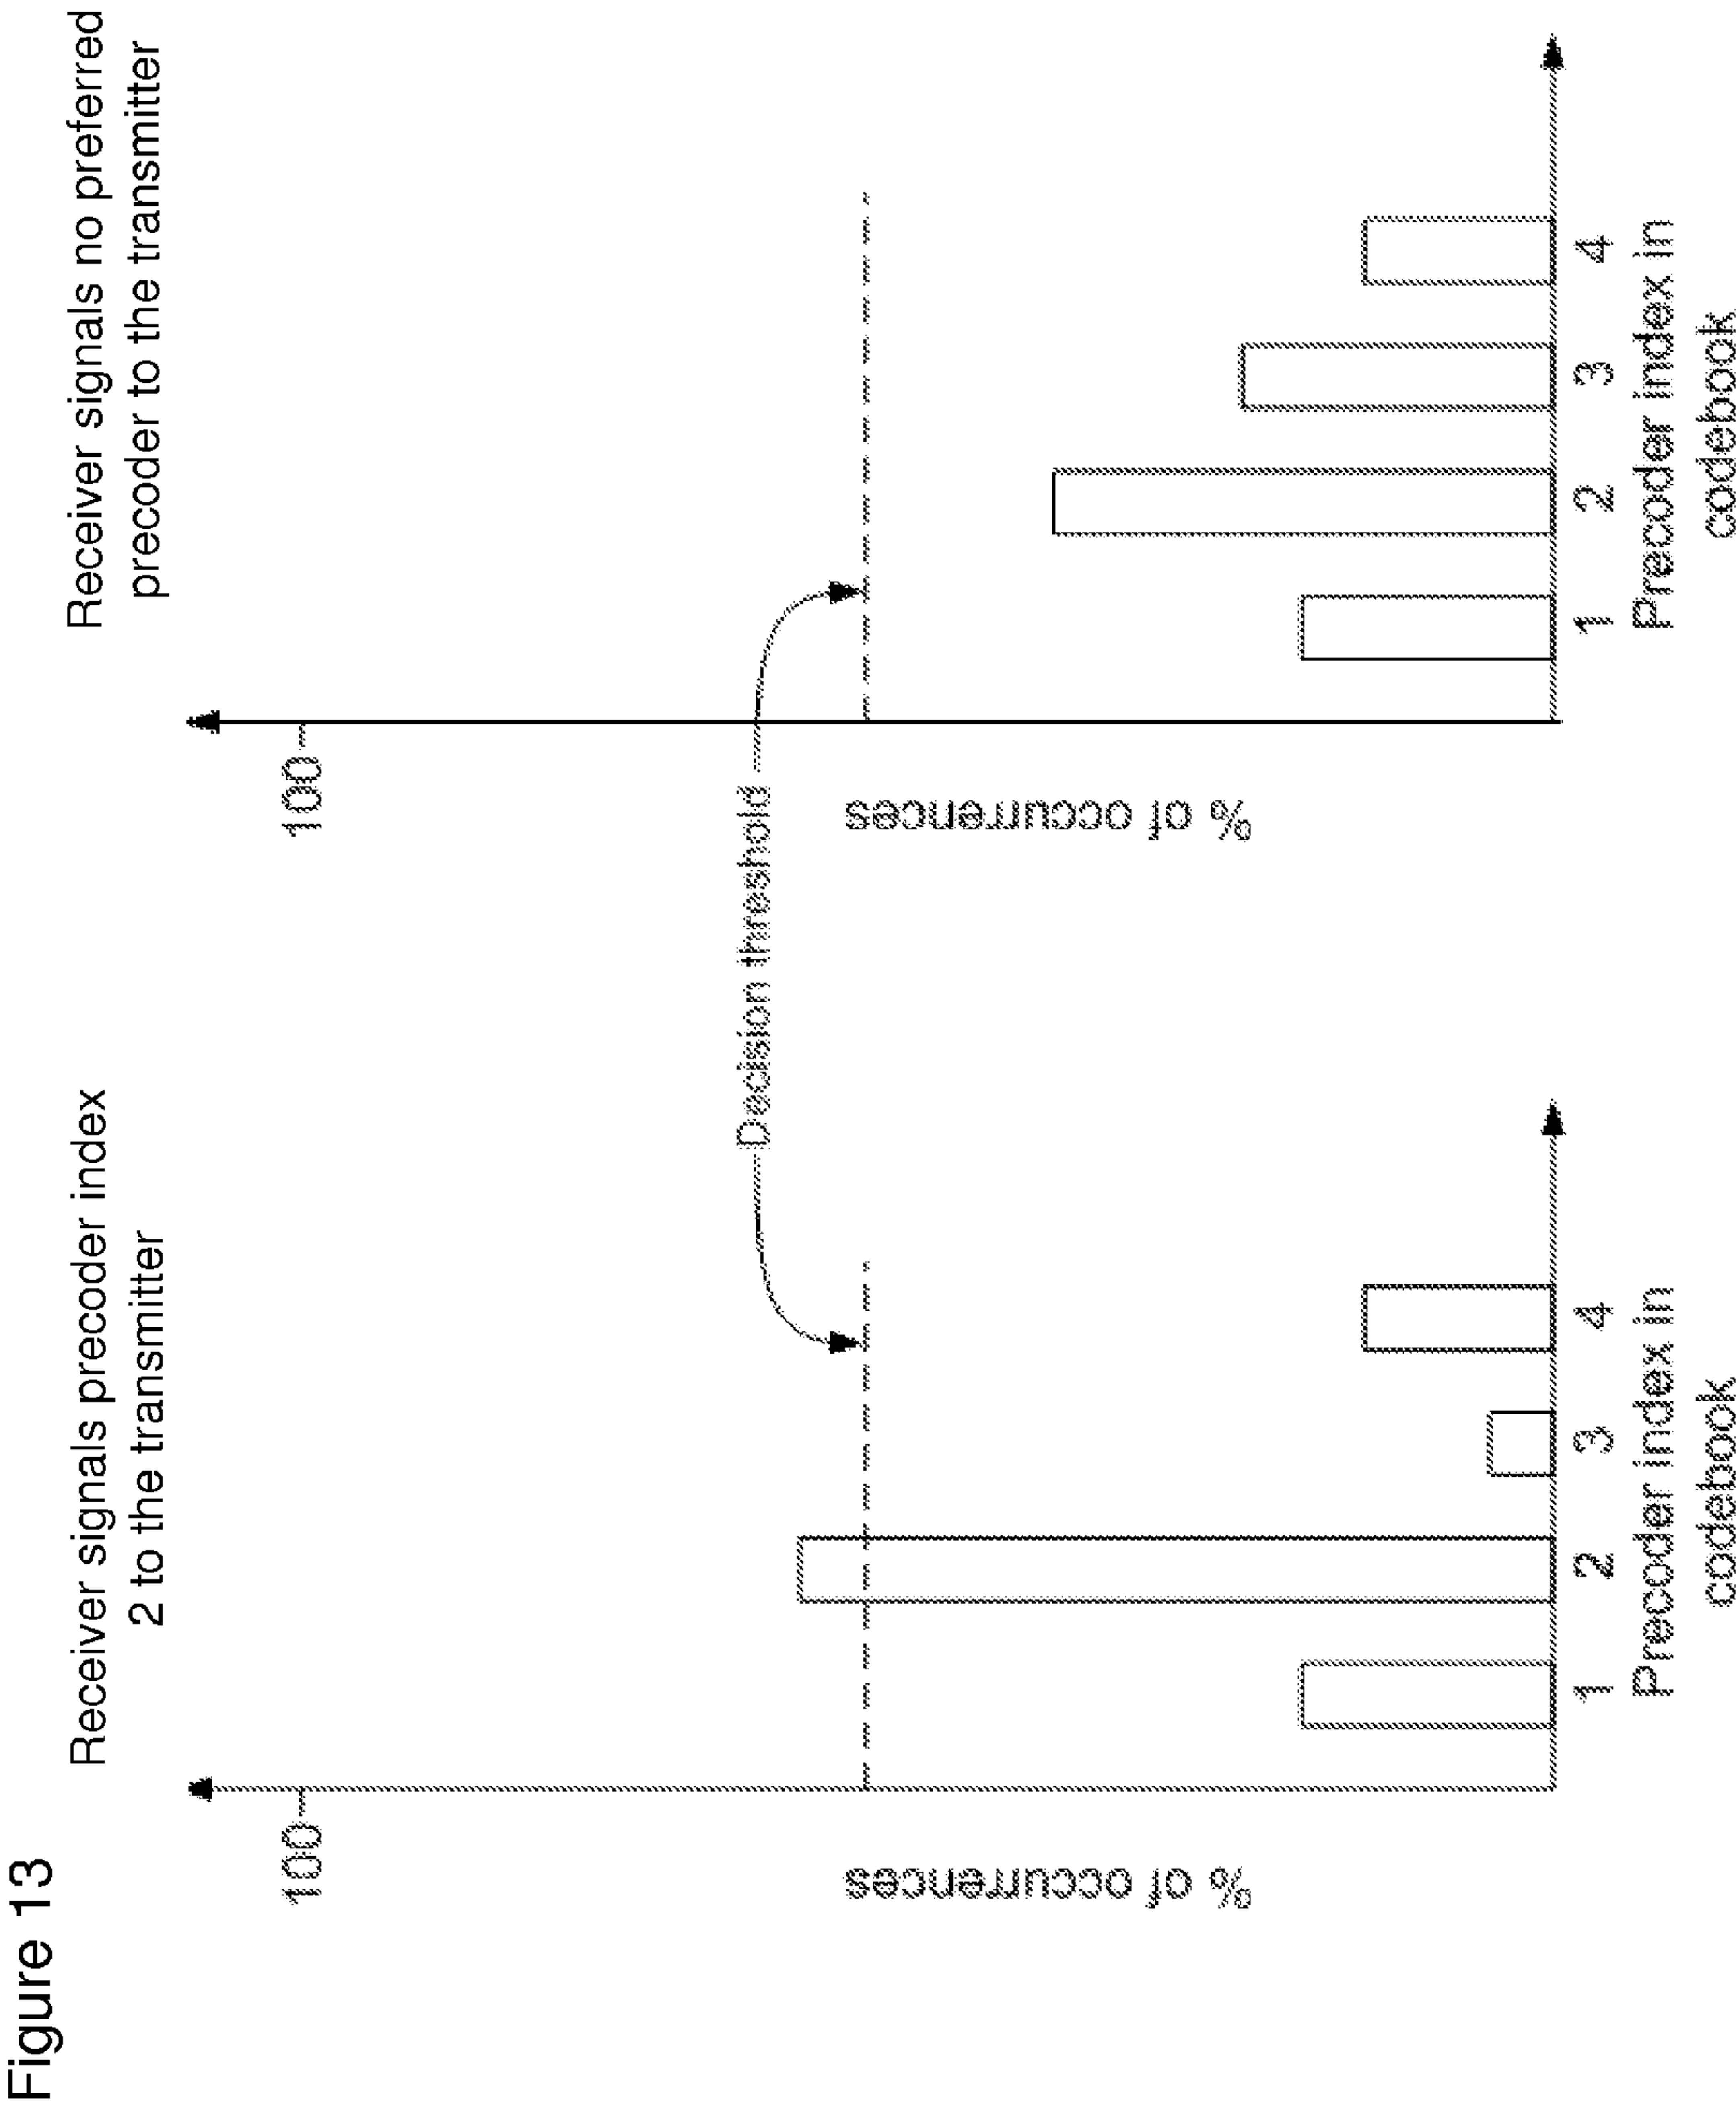 Figure 13
Receiver signals precoder index
2 to the transmitter
100
% of occurrences
1 2 3 4
Precoder index in
codebook
Decision threshold
Receiver signals no preferred
precoder to the transmitter
100
% of occurrences
1 2 3 4
Precoder index in
codebook